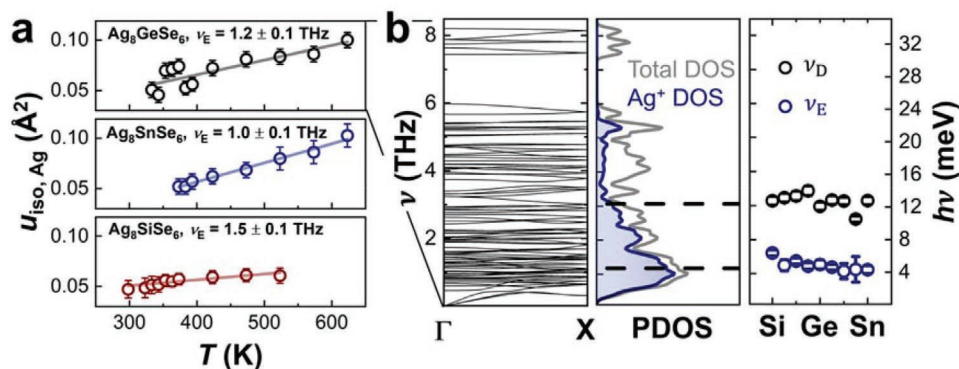 a
Ag₈GeSe₆, νE = 1.2 ± 0.1 THz
0.10
0.05
Ag₈SnSe₆, νE = 1.0 ± 0.1 THz
0.10
0.05
Ag₈SiSe₆, νE = 1.5 ± 0.1 THz
0.10
0.05
uiso, Ag (Å²)
300 400 500 600
T (K)
b
8
6
4
2
ν (THz)
Γ X
Total DOS
Ag⁺ DOS
PDOS
νD
νE
Si Ge Sn
32
28
24
20
16
12
8
4
hν (meV)